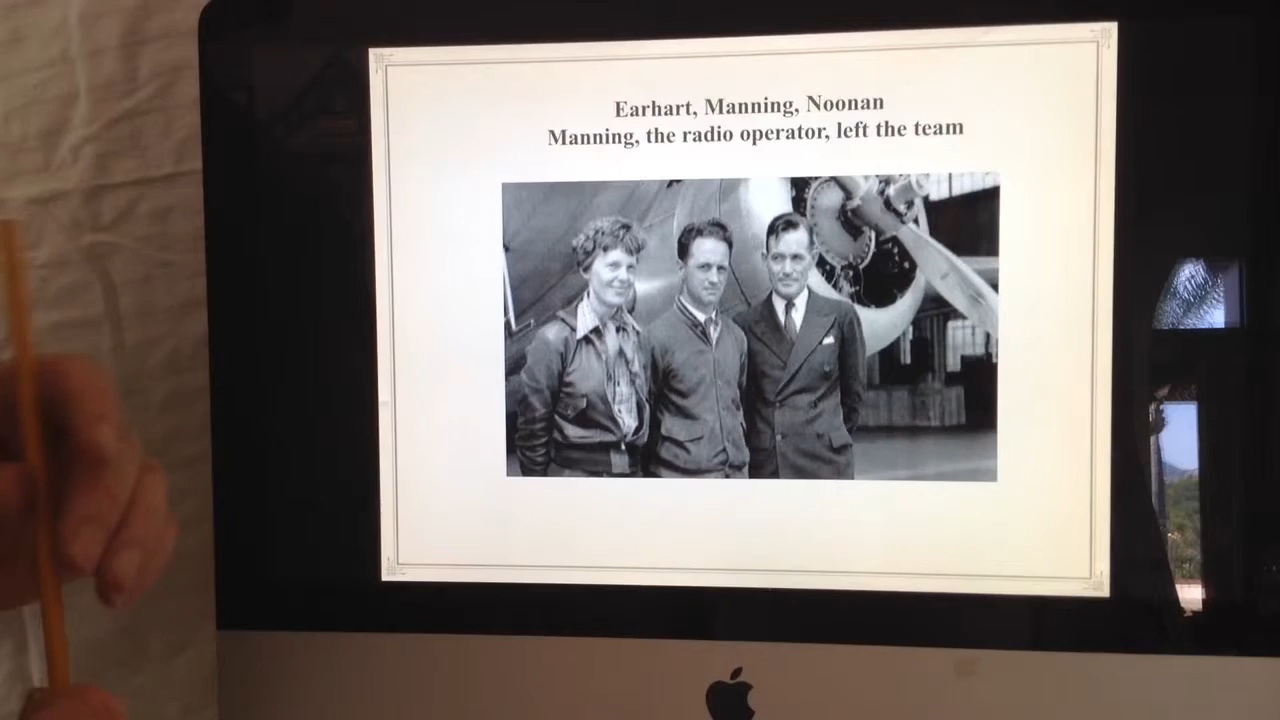 Earhart, Manning, Noonan
Manning, the radio operator, left the team